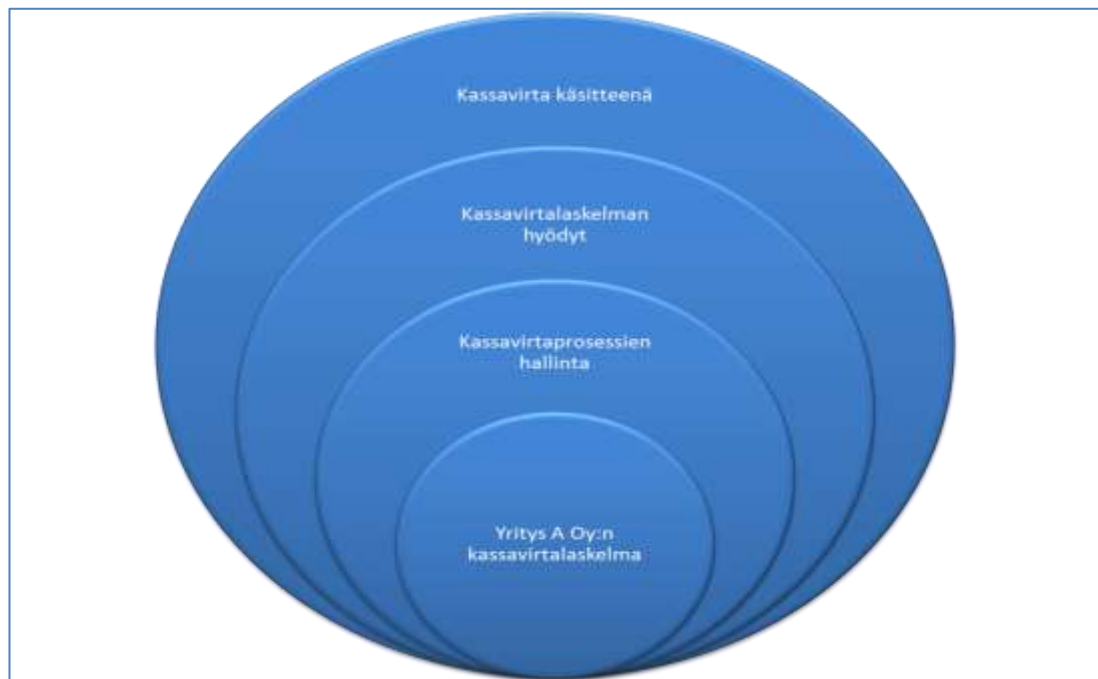 Kassavirta käsitteenä
Kassavirtalaskelman
hyödyt
Kassavirtaprosessien
hallinta
Yritys A Oy:n
kassavirtalaskelma